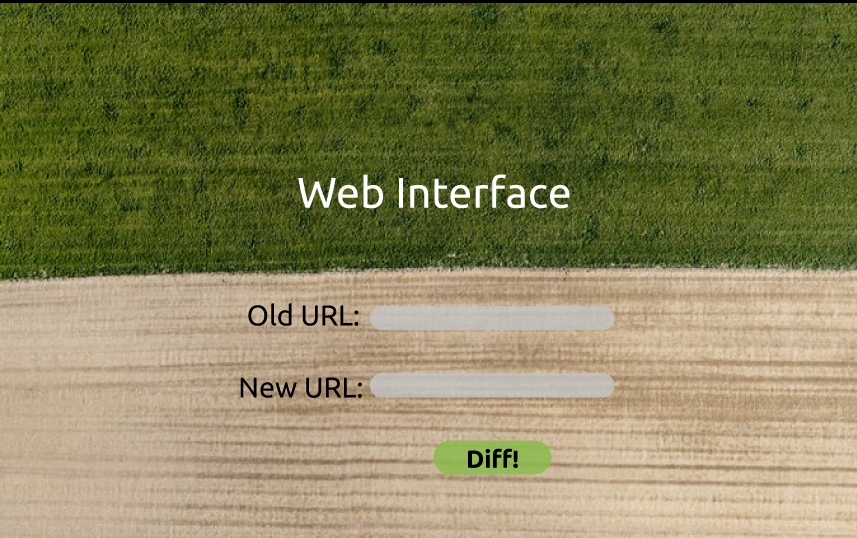 Web Interface
Old URL:
New URL:
Diff!